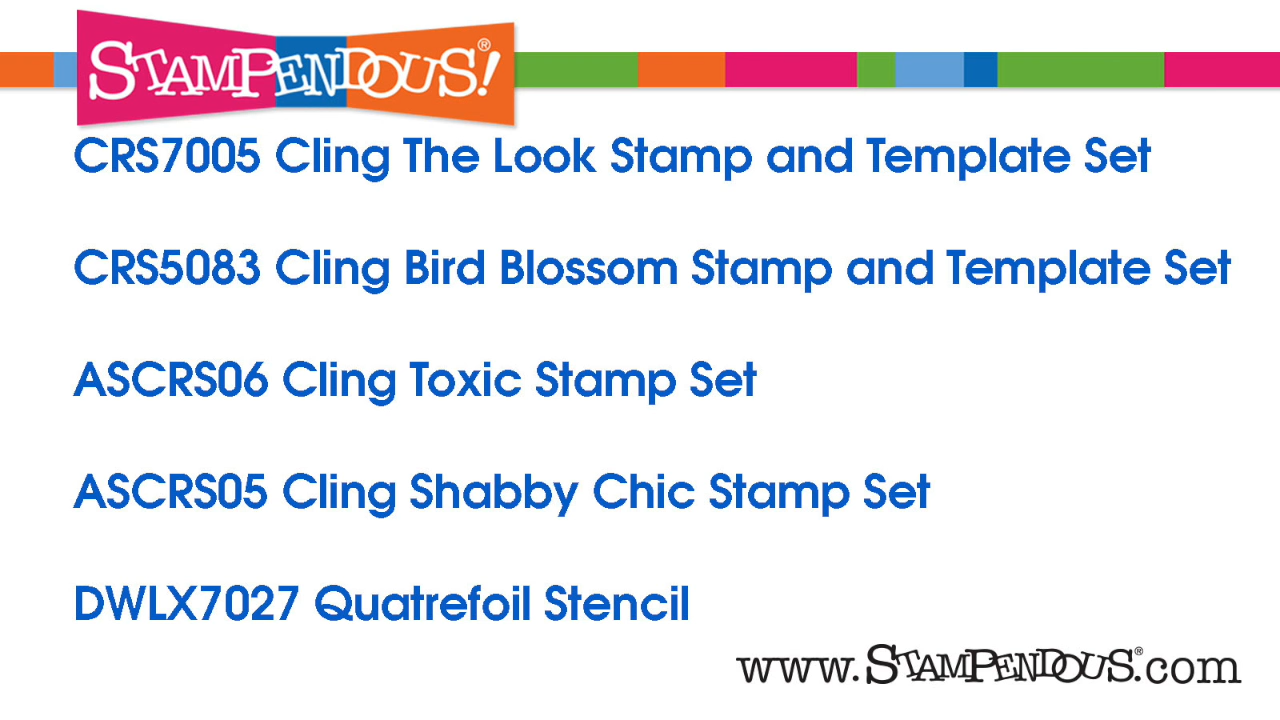 STAMPENDOUS!®
CRS7005 Cling The Look Stamp and Template Set
CRS5083 Cling Bird Blossom Stamp and Template Set
ASCRS06 Cling Toxic Stamp Set
ASCRS05 Cling Shabby Chic Stamp Set
DWLX7027 Quatrefoil Stencil
www.STAMPENDOUS.®com